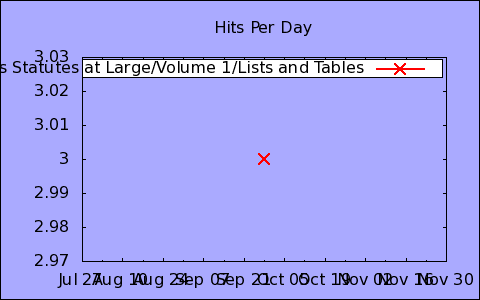 Hits Per Day
s Statutes at Large/Volume 1/Lists and Tables
3.03
3.02
3.01
3
2.99
2.98
2.97
Jul 27 Aug 10 Aug 24 Sep 07 Sep 21 Oct 05 Oct 19 Nov 02 Nov 16 Nov 30